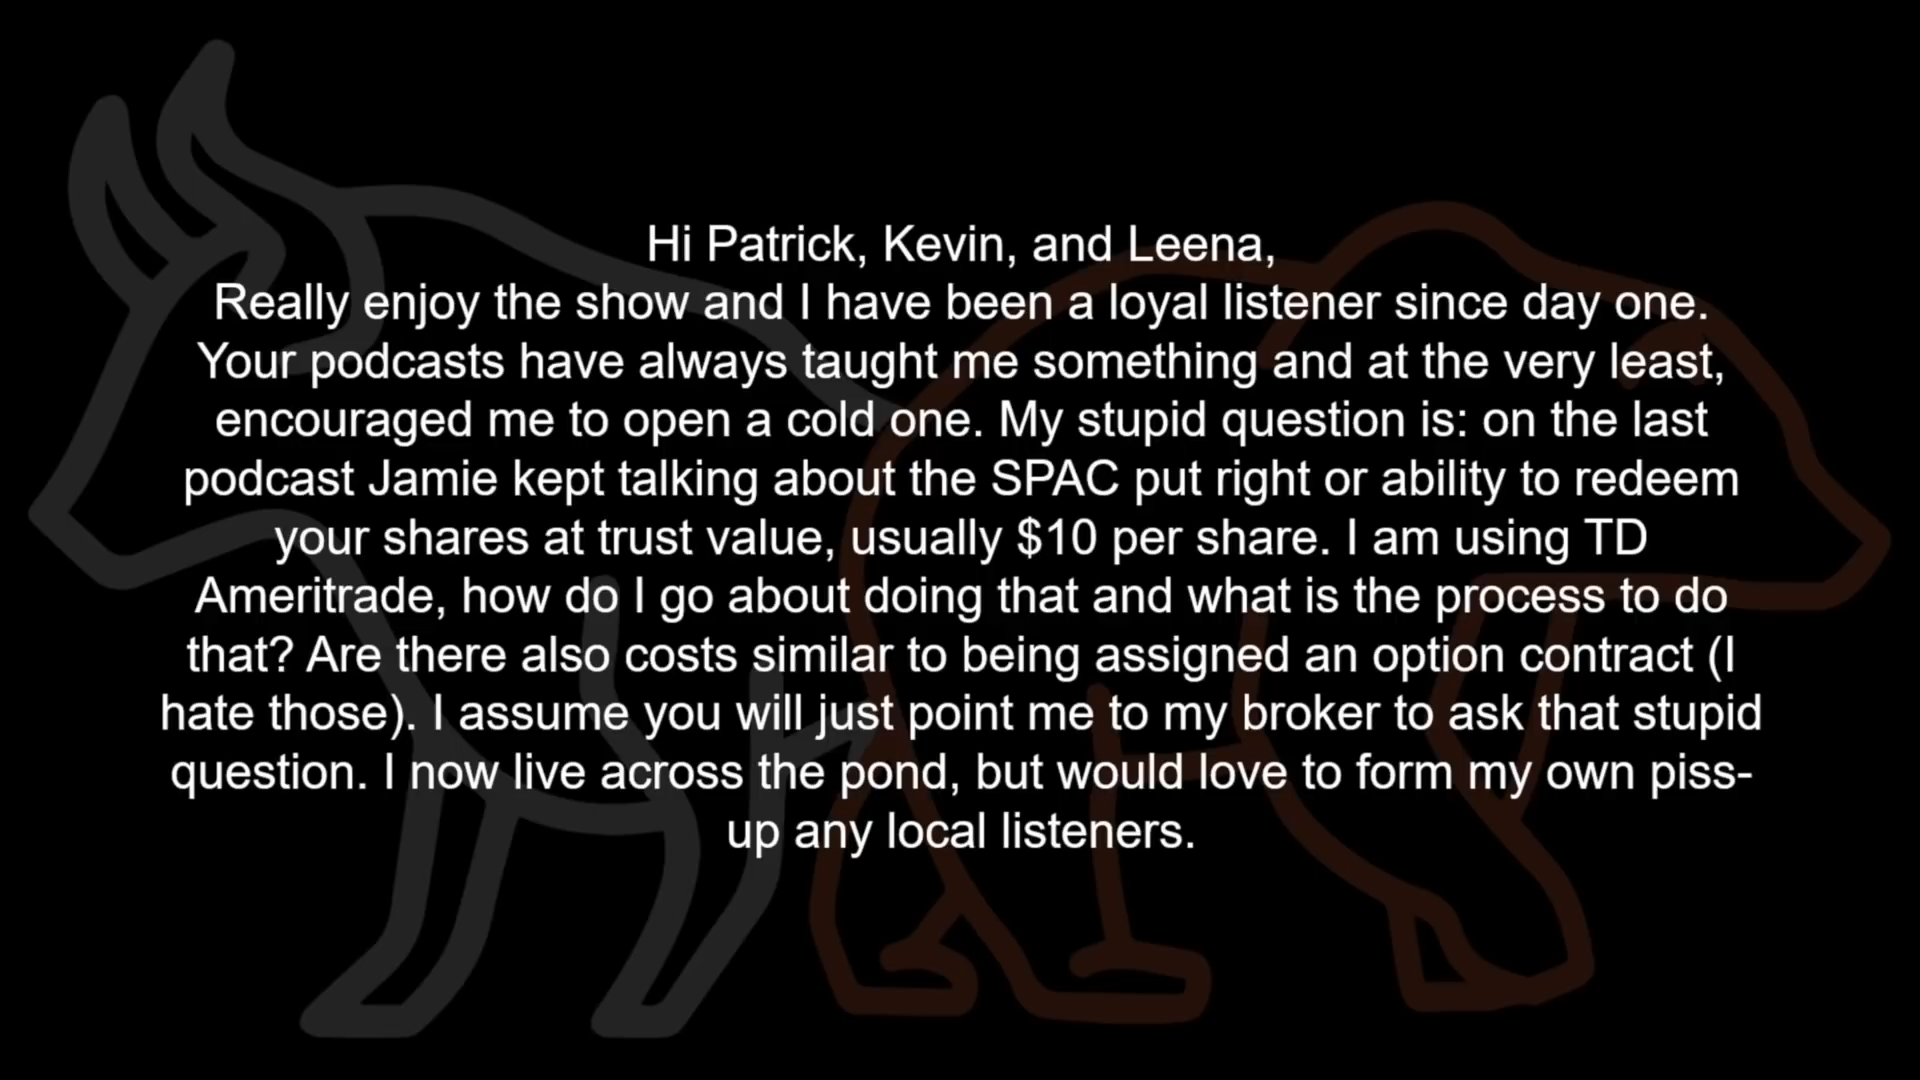 Hi Patrick, Kevin, and Leena,
Really enjoy the show and I have been a loyal listener since day one.
Your podcasts have always taught me something and at the very least,
encouraged me to open a cold one. My stupid question is: on the last
podcast Jamie kept talking about the SPAC put right or ability to redeem
your shares at trust value, usually $10 per share. I am using TD
Ameritrade, how do I go about doing that and what is the process to do
that? Are there also costs similar to being assigned an option contract (I
hate those). I assume you will just point me to my broker to ask that stupid
question. I now live across the pond, but would love to form my own piss-
up any local listeners.